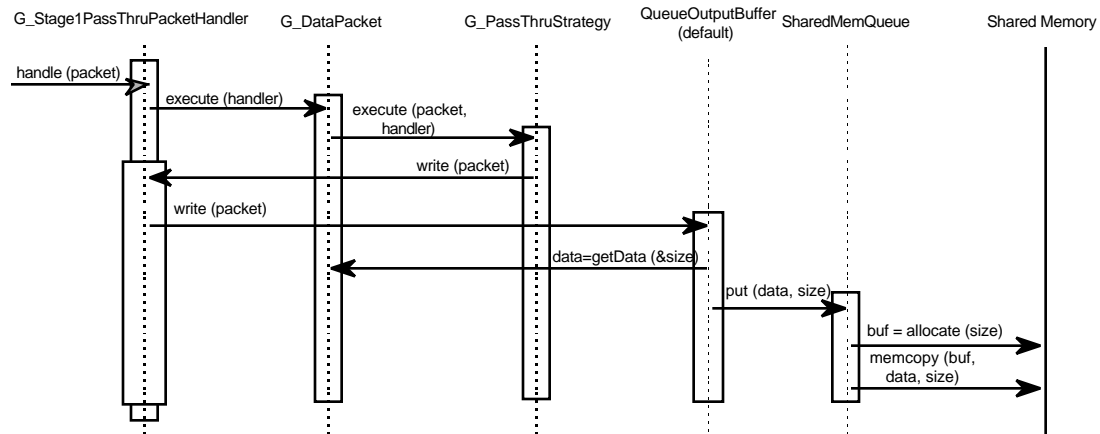 G_Stage1PassThruPacketHandler
G_DataPacket
G_PassThruStrategy
QueueOutputBuffer
(default)
SharedMemQueue
Shared Memory
handle (packet)
execute (handler)
execute (packet,
handler)
write (packet)
write (packet)
data=getData (&size)
put (data, size)
buf = allocate (size)
memcopy (buf,
data, size)